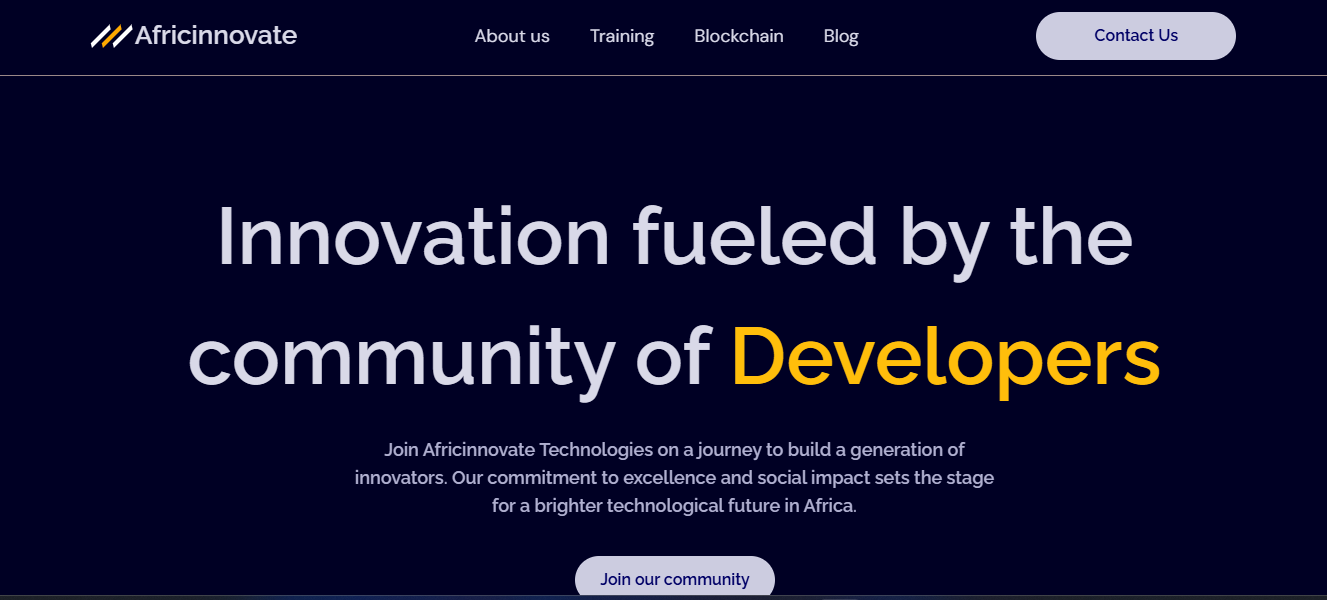 Africinnovate
About us
Training
Blockchain
Blog
Contact Us
Innovation fueled by the
community of Developers
Join Africinnovate Technologies on a journey to build a generation of
innovators. Our commitment to excellence and social impact sets the stage
for a brighter technological future in Africa.
Join our community